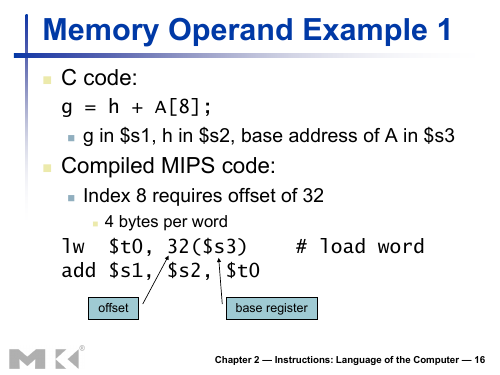 Memory Operand Example 1
C code:
g = h + A[8];
g in $s1, h in $s2, base address of A in $s3
Compiled MIPS code:
Index 8 requires offset of 32
4 bytes per word
lw  $t0, 32($s3)    # load word
add $s1, $s2, $t0
offset
base register
MK®
Chapter 2 — Instructions: Language of the Computer — 16